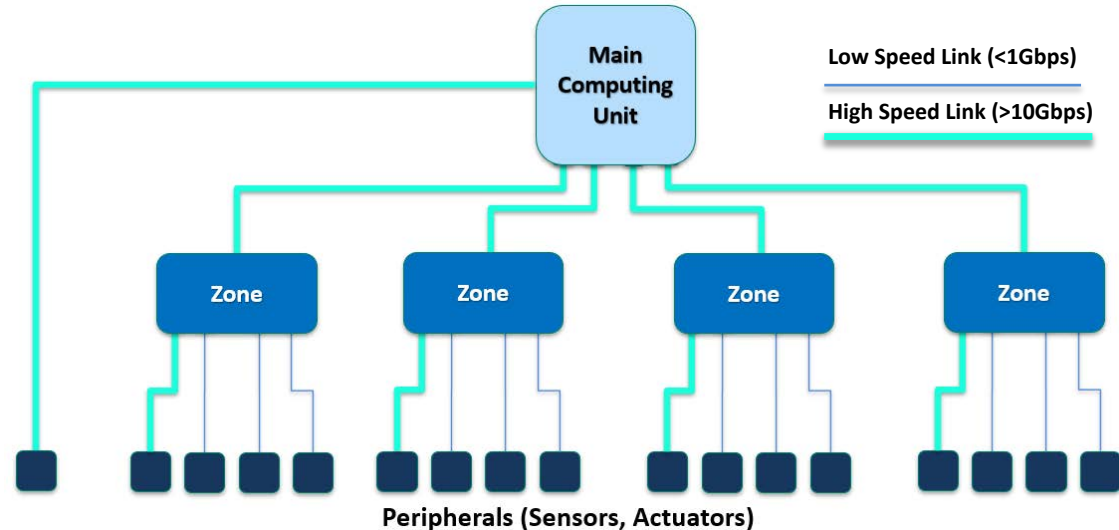 Main
Computing
Unit
Low Speed Link (<1Gbps)
High Speed Link (>10Gbps)
Zone
Zone
Zone
Zone
Peripherals (Sensors, Actuators)